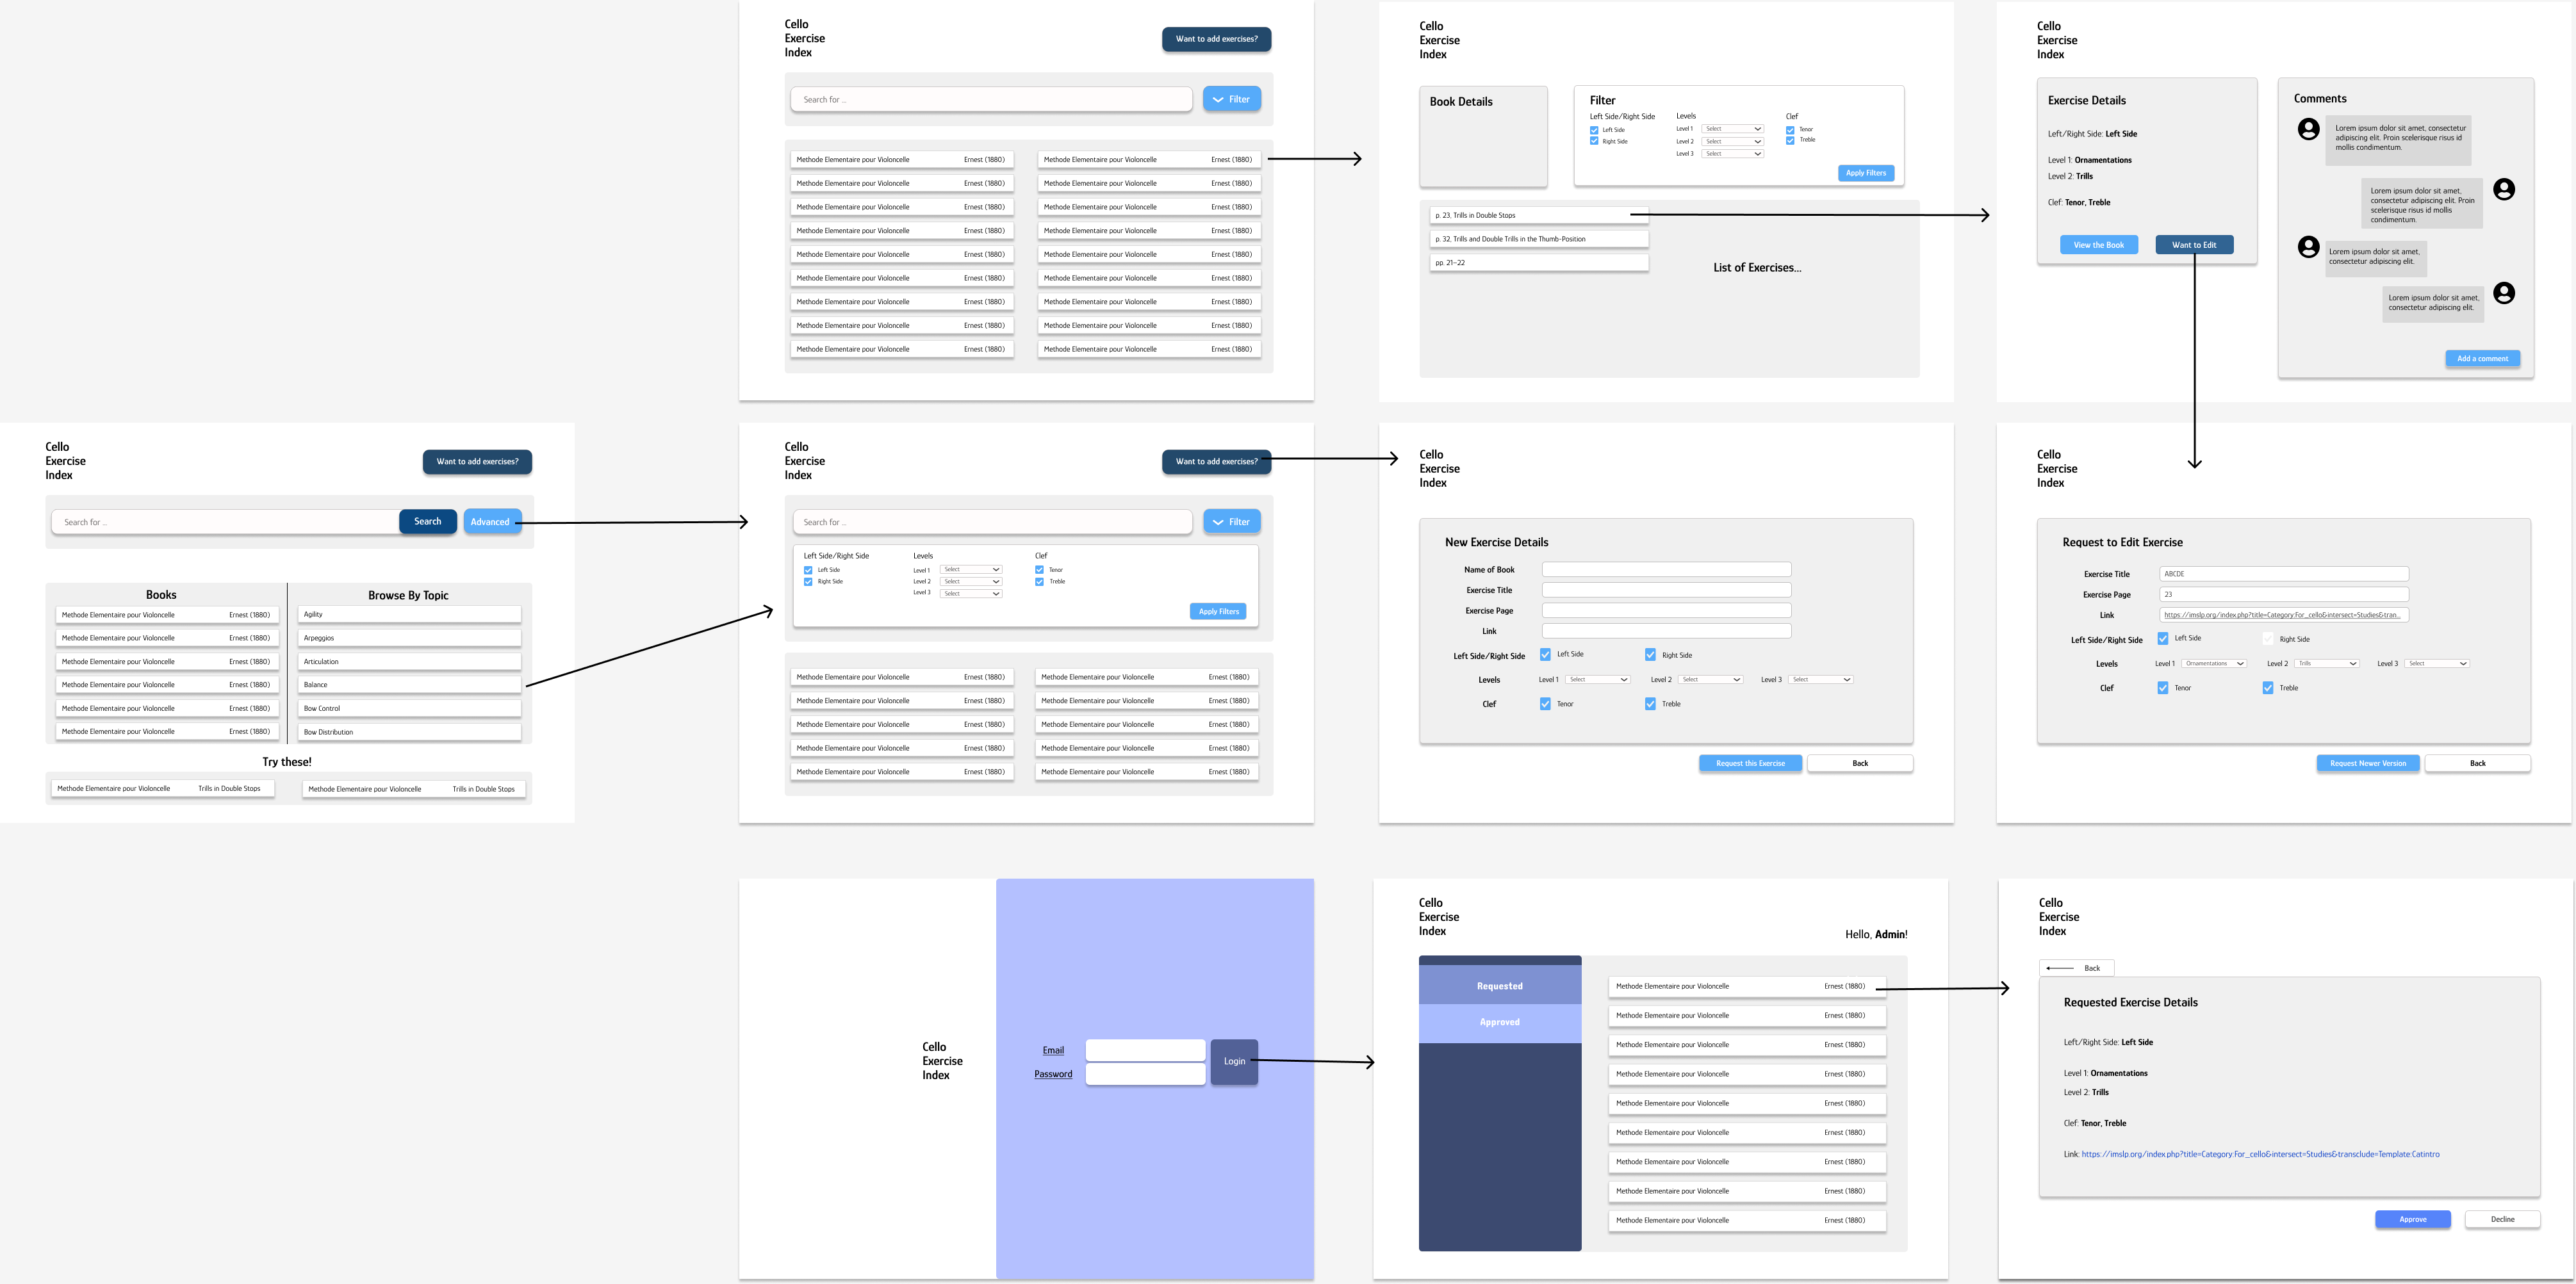 Cello
Exercise
Index
Want to add exercises?
Search for ...
Filter
Methode Elementaire pour Violoncelle Ernest (1880) Methode Elementaire pour Violoncelle Ernest (1880)
Methode Elementaire pour Violoncelle Ernest (1880) Methode Elementaire pour Violoncelle Ernest (1880)
Methode Elementaire pour Violoncelle Ernest (1880) Methode Elementaire pour Violoncelle Ernest (1880)
Methode Elementaire pour Violoncelle Ernest (1880) Methode Elementaire pour Violoncelle Ernest (1880)
Methode Elementaire pour Violoncelle Ernest (1880) Methode Elementaire pour Violoncelle Ernest (1880)
Methode Elementaire pour Violoncelle Ernest (1880) Methode Elementaire pour Violoncelle Ernest (1880)
Methode Elementaire pour Violoncelle Ernest (1880) Methode Elementaire pour Violoncelle Ernest (1880)
Methode Elementaire pour Violoncelle Ernest (1880) Methode Elementaire pour Violoncelle Ernest (1880)
Methode Elementaire pour Violoncelle Ernest (1880) Methode Elementaire pour Violoncelle Ernest (1880)
Cello
Exercise
Index
Book Details
Filter
Left Side/Right Side Levels Clef
Left Side Level 1 Select Tenor
Right Side Level 2 Select Treble
Level 3 Select
Apply Filters
p. 23, Trills in Double Stops
p. 32. Trills and Double Trills in the Thumb-Position
pp. 21–22
List of Exercises...
Cello
Exercise
Index
Exercise Details
Left/Right Side: Left Side
Level 1: Ornamentations
Level 2: Trills
Clef: Tenor, Treble
View the Book
Want to Edit
Comments
Lorem ipsum dolor sit amet, consectetur
adipiscing elit. Proin scelerisque risus id
mollis condimentum.
Lorem ipsum dolor sit amet,
consectetur adipiscing elit. Proin
scelerisque risus id mollis
condimentum.
Lorem ipsum dolor sit amet,
consectetur adipiscing elit.
Lorem ipsum dolor sit amet,
consectetur adipiscing elit.
Add a comment
Cello
Exercise
Index
Want to add exercises?
Search for ...
Search
Advanced
Books
Methode Elementaire pour Violoncelle Ernest (1880)
Methode Elementaire pour Violoncelle Ernest (1880)
Methode Elementaire pour Violoncelle Ernest (1880)
Methode Elementaire pour Violoncelle Ernest (1880)
Methode Elementaire pour Violoncelle Ernest (1880)
Methode Elementaire pour Violoncelle Ernest (1880)
Browse By Topic
Agility
Arpeggios
Articulation
Balance
Bow Control
Bow Distribution
Try these!
Methode Elementaire pour Violoncelle Trills in Double Stops Methode Elementaire pour Violoncelle Trills in Double Stops
Cello
Exercise
Index
Want to add exercises?
Search for ...
Filter
Left Side/Right Side Levels Clef
Left Side Level 1 Select Tenor
Right Side Level 2 Select Treble
Level 3 Select
Apply Filters
Methode Elementaire pour Violoncelle Ernest (1880) Methode Elementaire pour Violoncelle Ernest (1880)
Methode Elementaire pour Violoncelle Ernest (1880) Methode Elementaire pour Violoncelle Ernest (1880)
Methode Elementaire pour Violoncelle Ernest (1880) Methode Elementaire pour Violoncelle Ernest (1880)
Methode Elementaire pour Violoncelle Ernest (1880) Methode Elementaire pour Violoncelle Ernest (1880)
Methode Elementaire pour Violoncelle Ernest (1880) Methode Elementaire pour Violoncelle Ernest (1880)
Cello
Exercise
Index
New Exercise Details
Name of Book
Exercise Title
Exercise Page
Link
Left Side/Right Side Left Side Right Side
Levels Level 1 Select Level 2 Select Level 3 Select
Clef Tenor Treble
Request this Exercise
Back
Cello
Exercise
Index
Request to Edit Exercise
Exercise Title ABCDE
Exercise Page 23
Link https://imslp.org/index.php?title=Category:For_cello&intersect=Studies&tran...
Left Side/Right Side Left Side Right Side
Levels Level 1 Ornamentations Level 2 Trills Level 3 Select
Clef Tenor Treble
Request Newer Version
Back
Cello
Exercise
Index
Email
Password
Login
Cello
Exercise
Index
Hello, Admin!
Requested
Approved
Methode Elementaire pour Violoncelle Ernest (1880)
Methode Elementaire pour Violoncelle Ernest (1880)
Methode Elementaire pour Violoncelle Ernest (1880)
Methode Elementaire pour Violoncelle Ernest (1880)
Methode Elementaire pour Violoncelle Ernest (1880)
Methode Elementaire pour Violoncelle Ernest (1880)
Methode Elementaire pour Violoncelle Ernest (1880)
Methode Elementaire pour Violoncelle Ernest (1880)
Methode Elementaire pour Violoncelle Ernest (1880)
Cello
Exercise
Index
Back
Requested Exercise Details
Left/Right Side: Left Side
Level 1: Ornamentations
Level 2: Trills
Clef: Tenor, Treble
Link: https://imslp.org/index.php?title=Category:For_cello&intersect=Studies&transclude=Template:Catintro
Approve
Decline